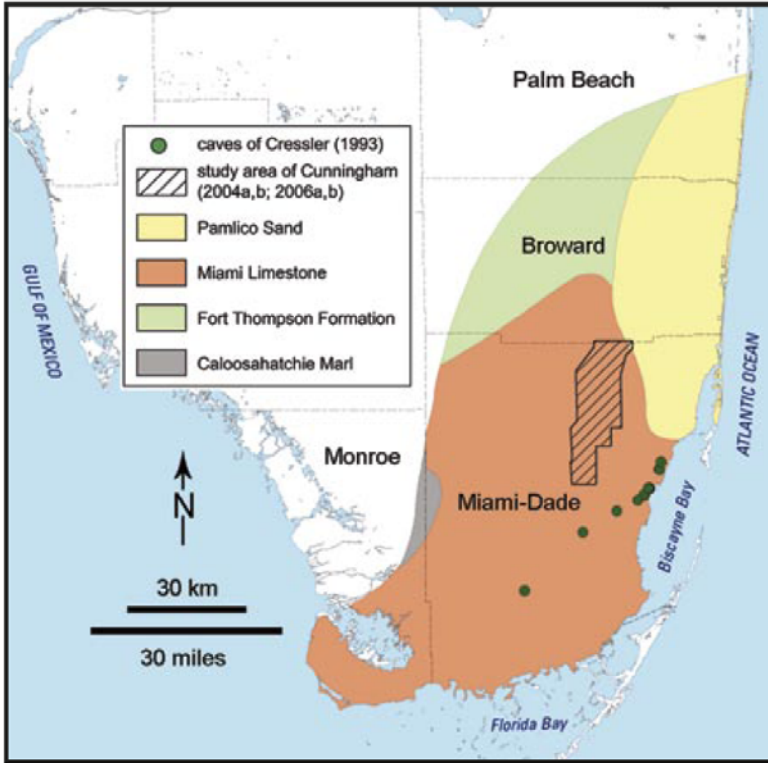 Palm Beach
caves of Cressler (1993)
study area of Cunningham
(2004a,b; 2006a,b)
Pamlico Sand
Miami Limestone
Fort Thompson Formation
Caloosahatchie Marl
Broward
GULF OF MEXICO
ATLANTIC OCEAN
Monroe
Miami-Dade
Biscayne Bay
N
30 km
30 miles
Florida Bay